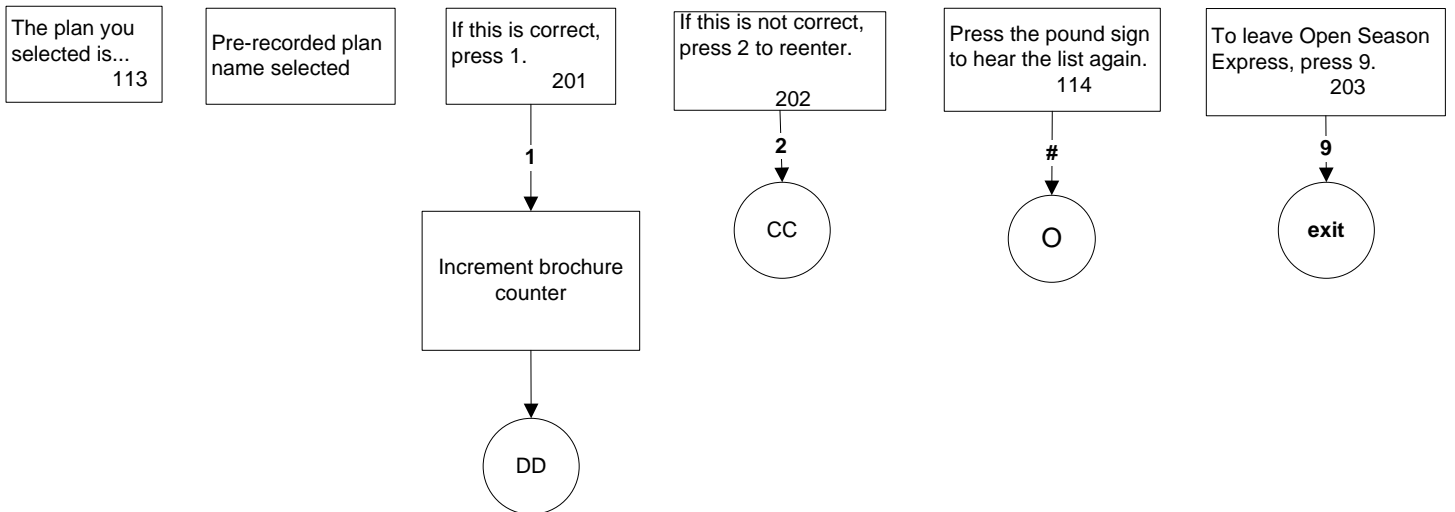 The plan you
selected is...
113
Pre-recorded plan
name selected
If this is correct,
press 1.
201
If this is not correct,
press 2 to reenter.
202
Press the pound sign
to hear the list again.
114
To leave Open Season
Express, press 9.
203
1
2
#
9
Increment brochure
counter
CC
O
exit
DD